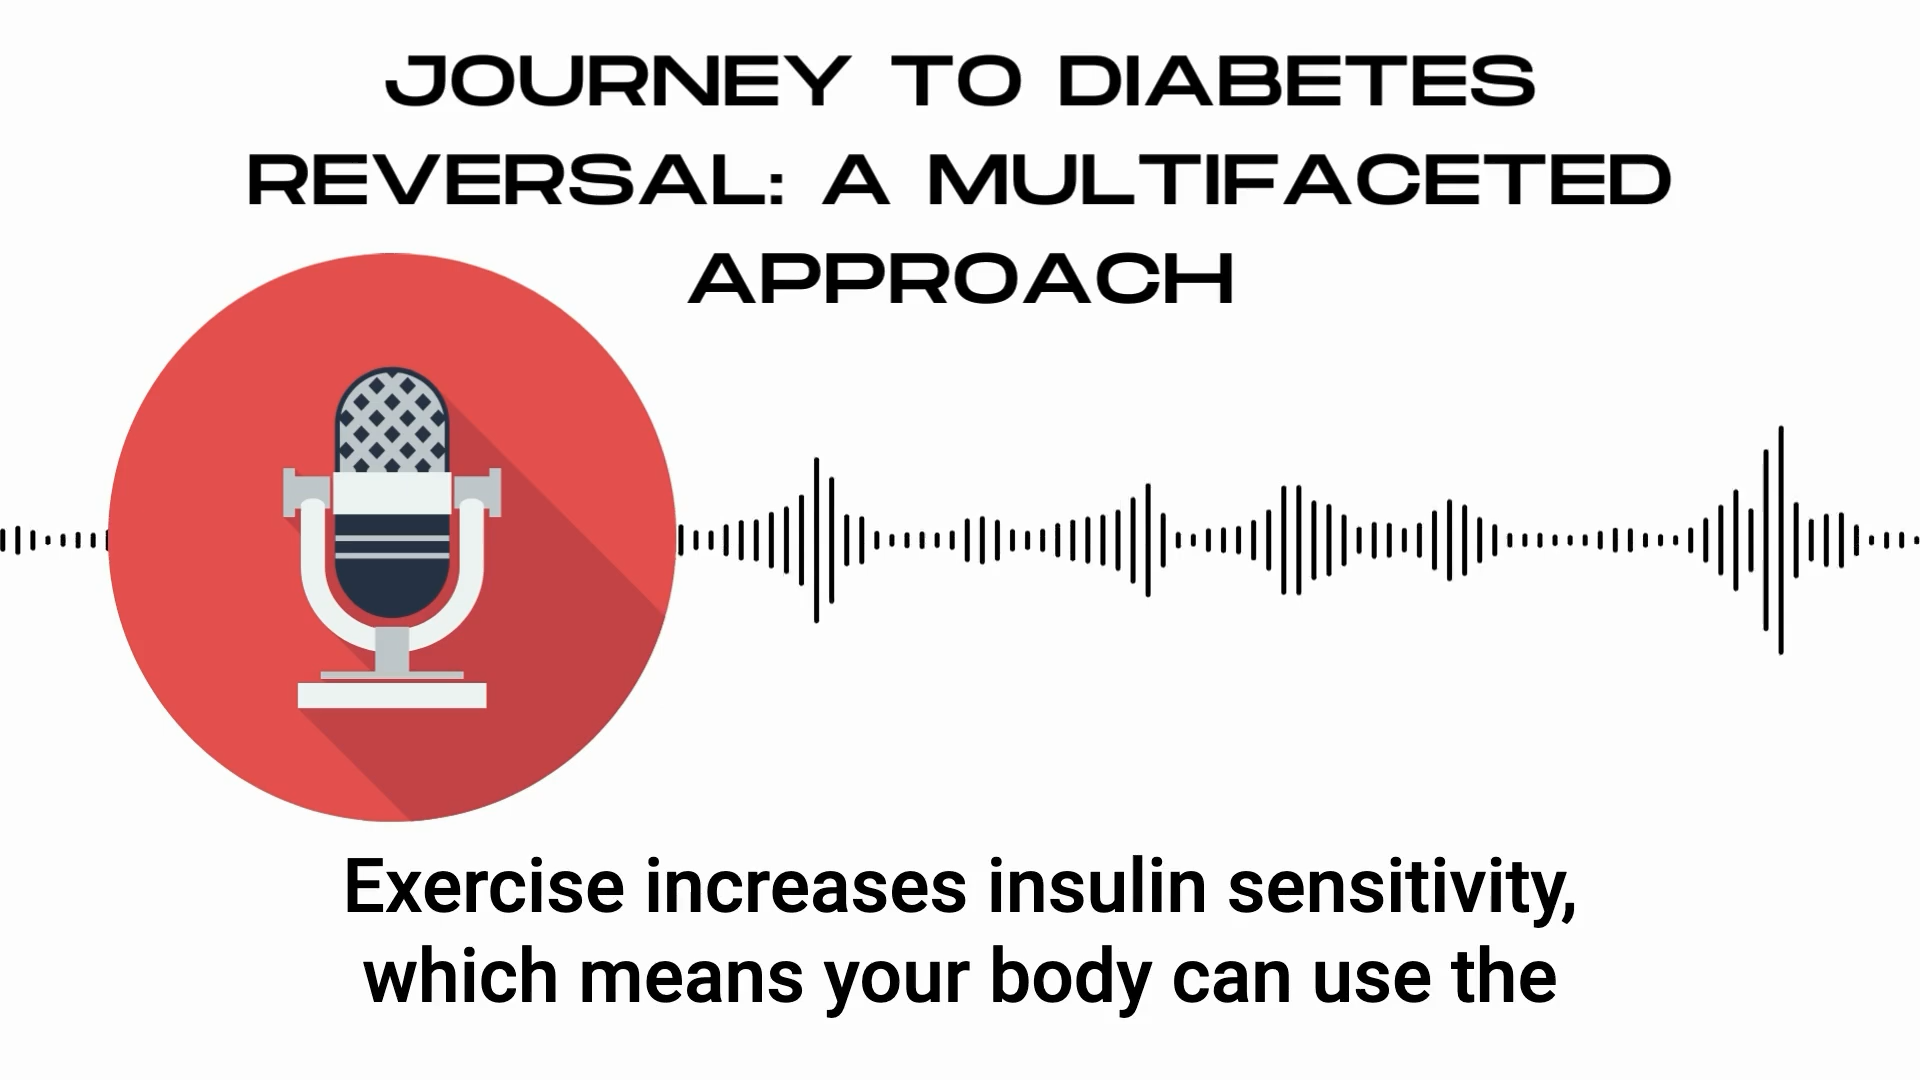 JOURNEY TO DIABETES
REVERSAL: A MULTIFACETED
APPROACH
Exercise increases insulin sensitivity,
which means your body can use the